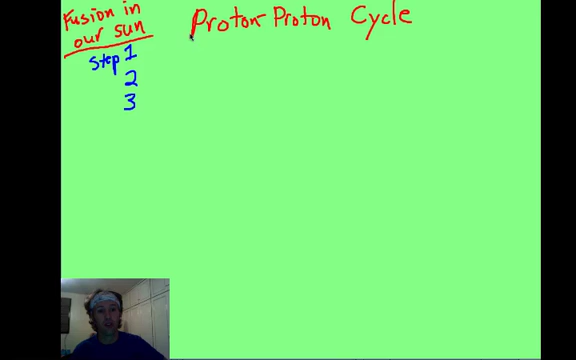 Fusion in
our sun
Proton-Proton Cycle
Step 1
2
3